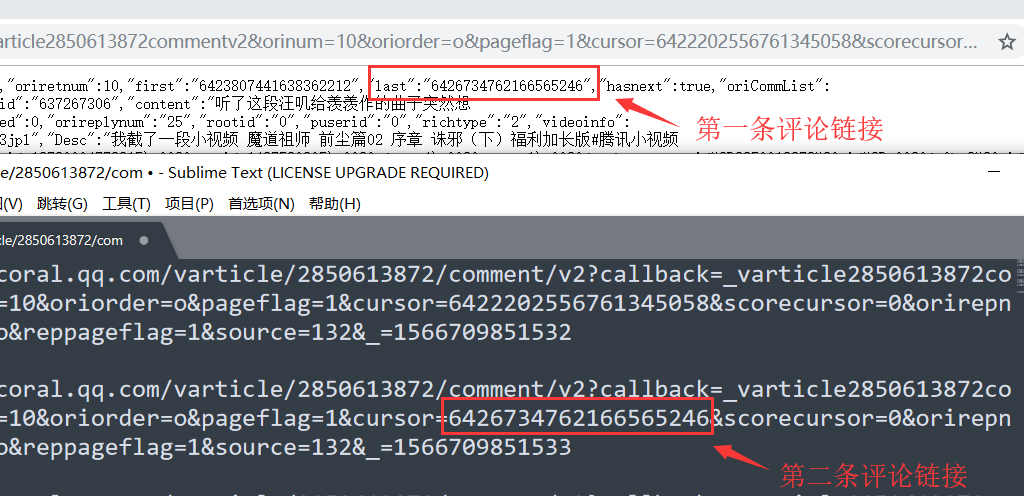 article2850613872commentv2&orinum=10&oriorder=o&pageflag=1&cursor=6422202556761345058&scorecursor...
,"oriretnum":10,"first":"6423807441638362212","last":"6426734762166565246","hasnext":true,"oriCommList":
id":"637267306","content":"听了这段汪叽给羡羡作的曲子突然想
ed":0,"orireplynum":"25","rootid":"0","puserid":"0","richtype":"2","videoinfo":
3jp1","Desc":"我截了一段小视频 魔道祖师 前尘篇02 序章 诛邪（下）福利加长版#腾讯小视频
第一条评论链接
le/2850613872/com • - Sublime Text (LICENSE UPGRADE REQUIRED)
(V) 跳转(G) 工具(T) 项目(P) 首选项(N) 帮助(H)
cle/2850613872/com
coral.qq.com/varticle/2850613872/comment/v2?callback=_varticle2850613872co
=10&oriorder=o&pageflag=1&cursor=6422202556761345058&scorecursor=0&orirepn
o&reppageflag=1&source=132&_=1566709851532
coral.qq.com/varticle/2850613872/comment/v2?callback=_varticle2850613872co
=10&oriorder=o&pageflag=1&cursor=6426734762166565246&scorecursor=0&orirepn
o&reppageflag=1&source=132&_=1566709851533
第二条评论链接